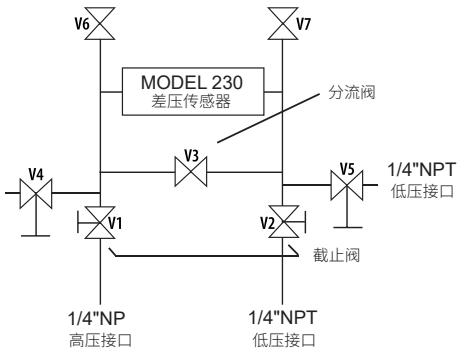 V6
V7
MODEL 230
差压传感器
分流阀
V3
V4
V5
1/4"NPT
低压接口
V1
V2
截止阀
1/4"NP
高压接口
1/4"NPT
低压接口